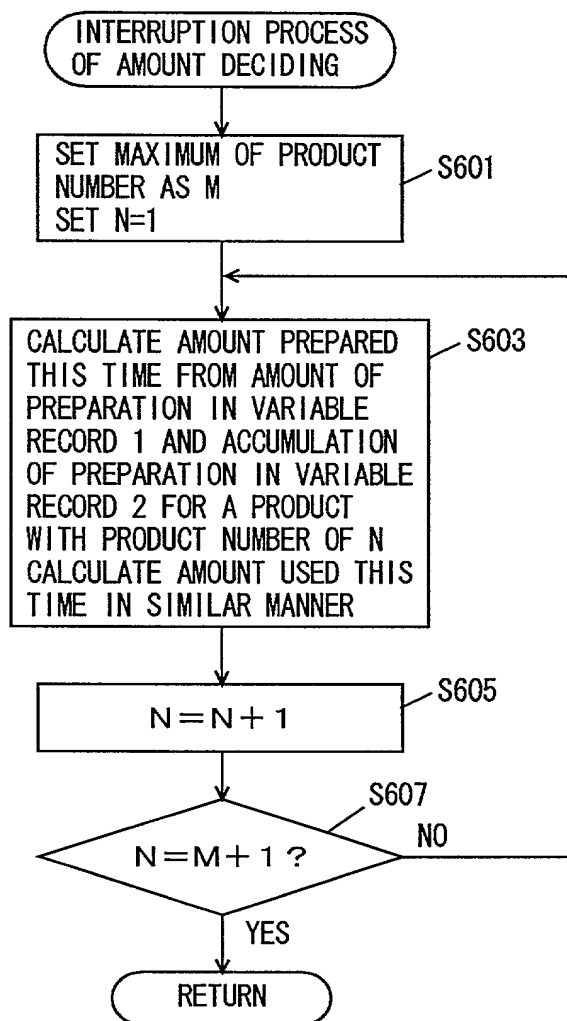 INTERRUPTION PROCESS
OF AMOUNT DECIDING
SET MAXIMUM OF PRODUCT
NUMBER AS M
SET N=1
S601
CALCULATE AMOUNT PREPARED
THIS TIME FROM AMOUNT OF
PREPARATION IN VARIABLE
RECORD 1 AND ACCUMULATION
OF PREPARATION IN VARIABLE
RECORD 2 FOR A PRODUCT
WITH PRODUCT NUMBER OF N
CALCULATE AMOUNT USED THIS
TIME IN SIMILAR MANNER
S603
N=N+1
S605
N=M+1?
S607
NO
YES
RETURN